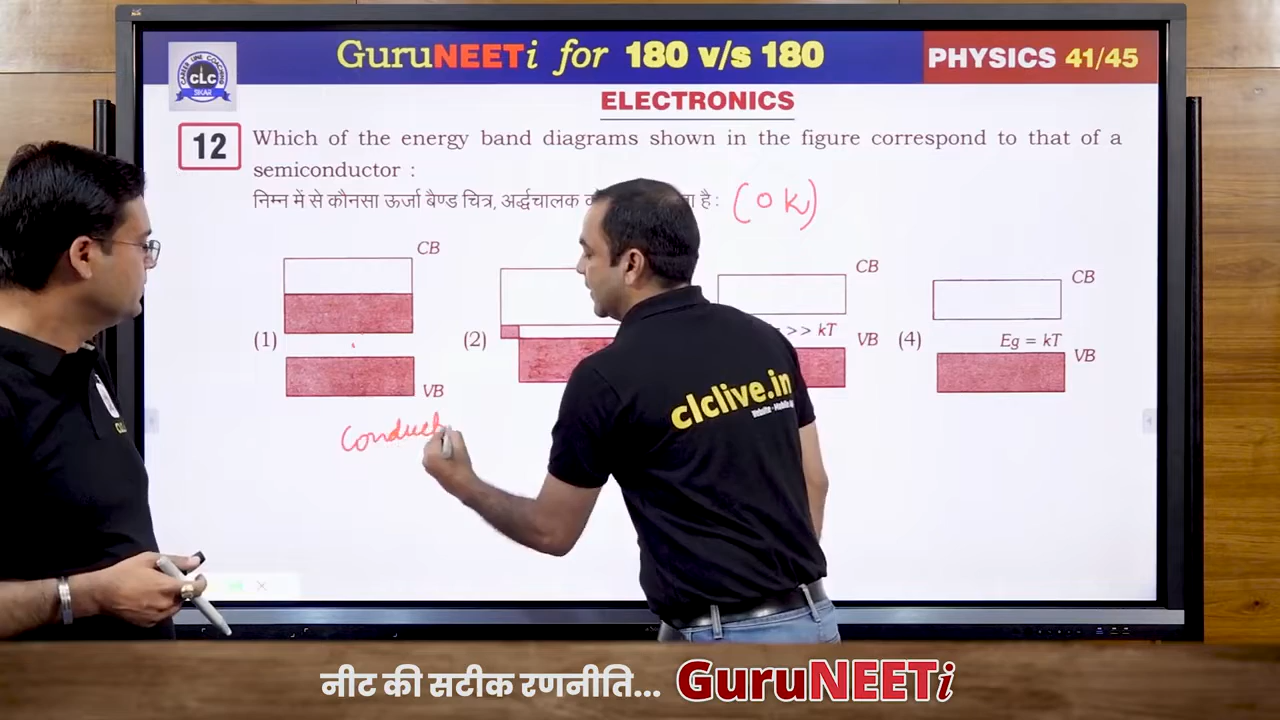 GuruNEETi for 180 v/s 180
PHYSICS 41/45
CLC
SIKAR
ELECTRONICS
12
Which of the energy band diagrams shown in the figure correspond to that of a
semiconductor :
निम्न में से कौनसा ऊर्जा बैण्ड चित्र, अर्द्धचालक है : (0 K)
CB
CB
CB
(1)
(2)
>> kT
VB
(4)
Eg = kT
VB
VB
Conduct
clclive.in
नीट की सटीक रणनीति... GuruNEETi